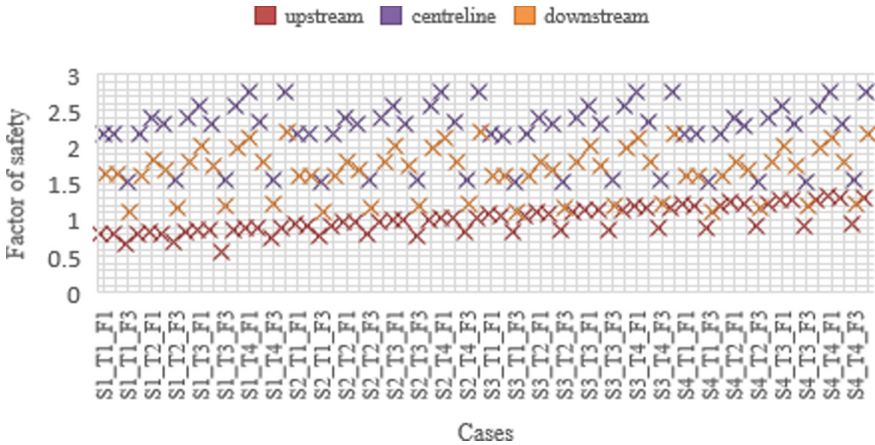 upstream centreline downstream
Factor of safety
3
2.5
2
1.5
1
0.5
0
S1_T1_F1
S1_T1_F3
S1_T2_F1
S1_T2_F3
S1_T3_F1
S1_T3_F3
S1_T4_F1
S1_T4_F3
S2_T1_F1
S2_T1_F3
S2_T2_F1
S2_T2_F3
S2_T3_F1
S2_T3_F3
S2_T4_F1
S2_T4_F3
S3_T1_F1
S3_T1_F3
S3_T2_F1
S3_T2_F3
S3_T3_F1
S3_T3_F3
S3_T4_F1
S3_T4_F3
S4_T1_F1
S4_T1_F3
S4_T2_F1
S4_T2_F3
S4_T3_F1
S4_T3_F3
S4_T4_F1
S4_T4_F3
Cases